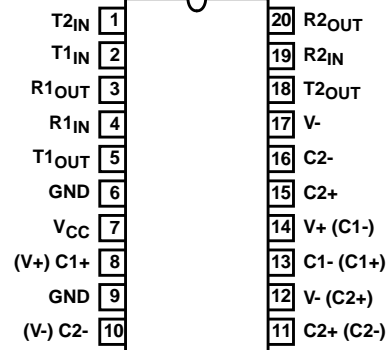 T2IN 1 20 R2OUT
T1IN 2 19 R2IN
R1OUT 3 18 T2OUT
R1IN 4 17 V-
T1OUT 5 16 C2-
GND 6 15 C2+
VCC 7 14 V+ (C1-)
(V+) C1+ 8 13 C1- (C1+)
GND 9 12 V- (C2+)
(V-) C2- 10 11 C2+ (C2-)